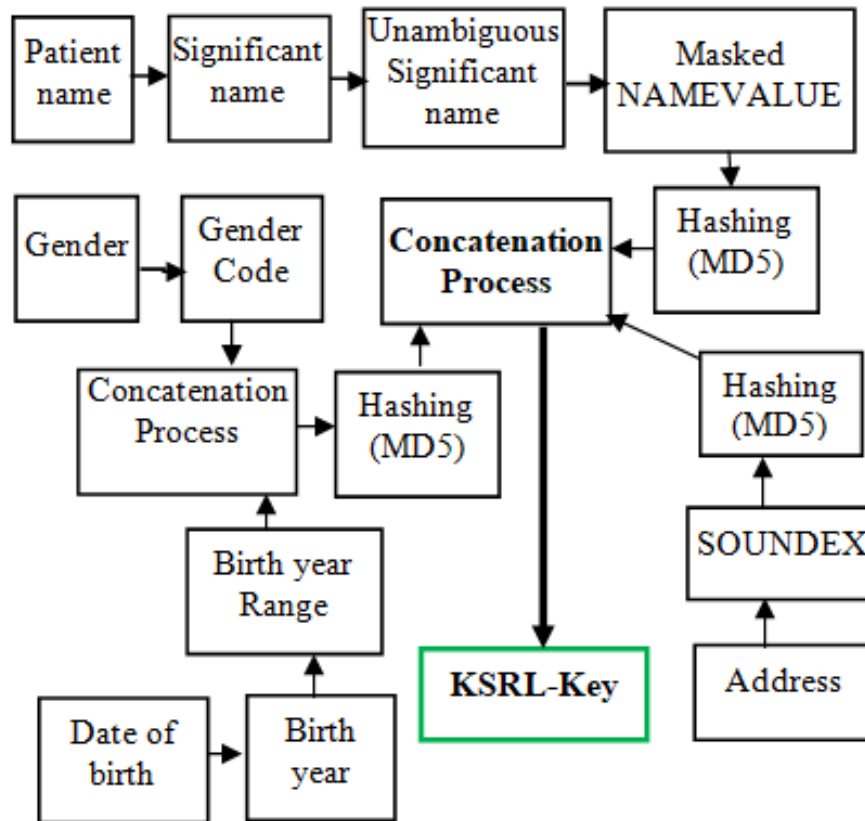 Patient
name
Significant
name
Unambiguous
Significant
name
Masked
NAMEVALUE
Gender
Gender
Code
Concatenation
Process
Hashing
(MD5)
Concatenation
Process
Hashing
(MD5)
Hashing
(MD5)
SOUNDEX
Birth year
Range
KSRL-Key
Address
Date of
birth
Birth
year